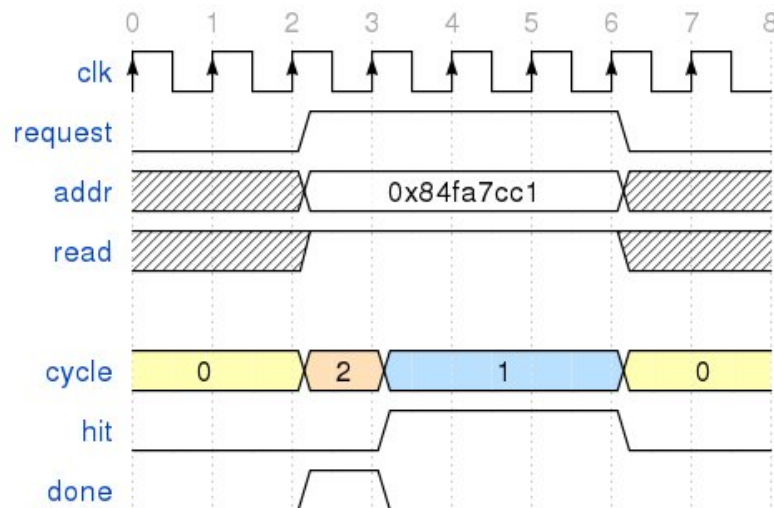 0 1 2 3 4 5 6 7 8
clk
request
addr 0x84fa7cc1
read
cycle 0 2 1 0
hit
done